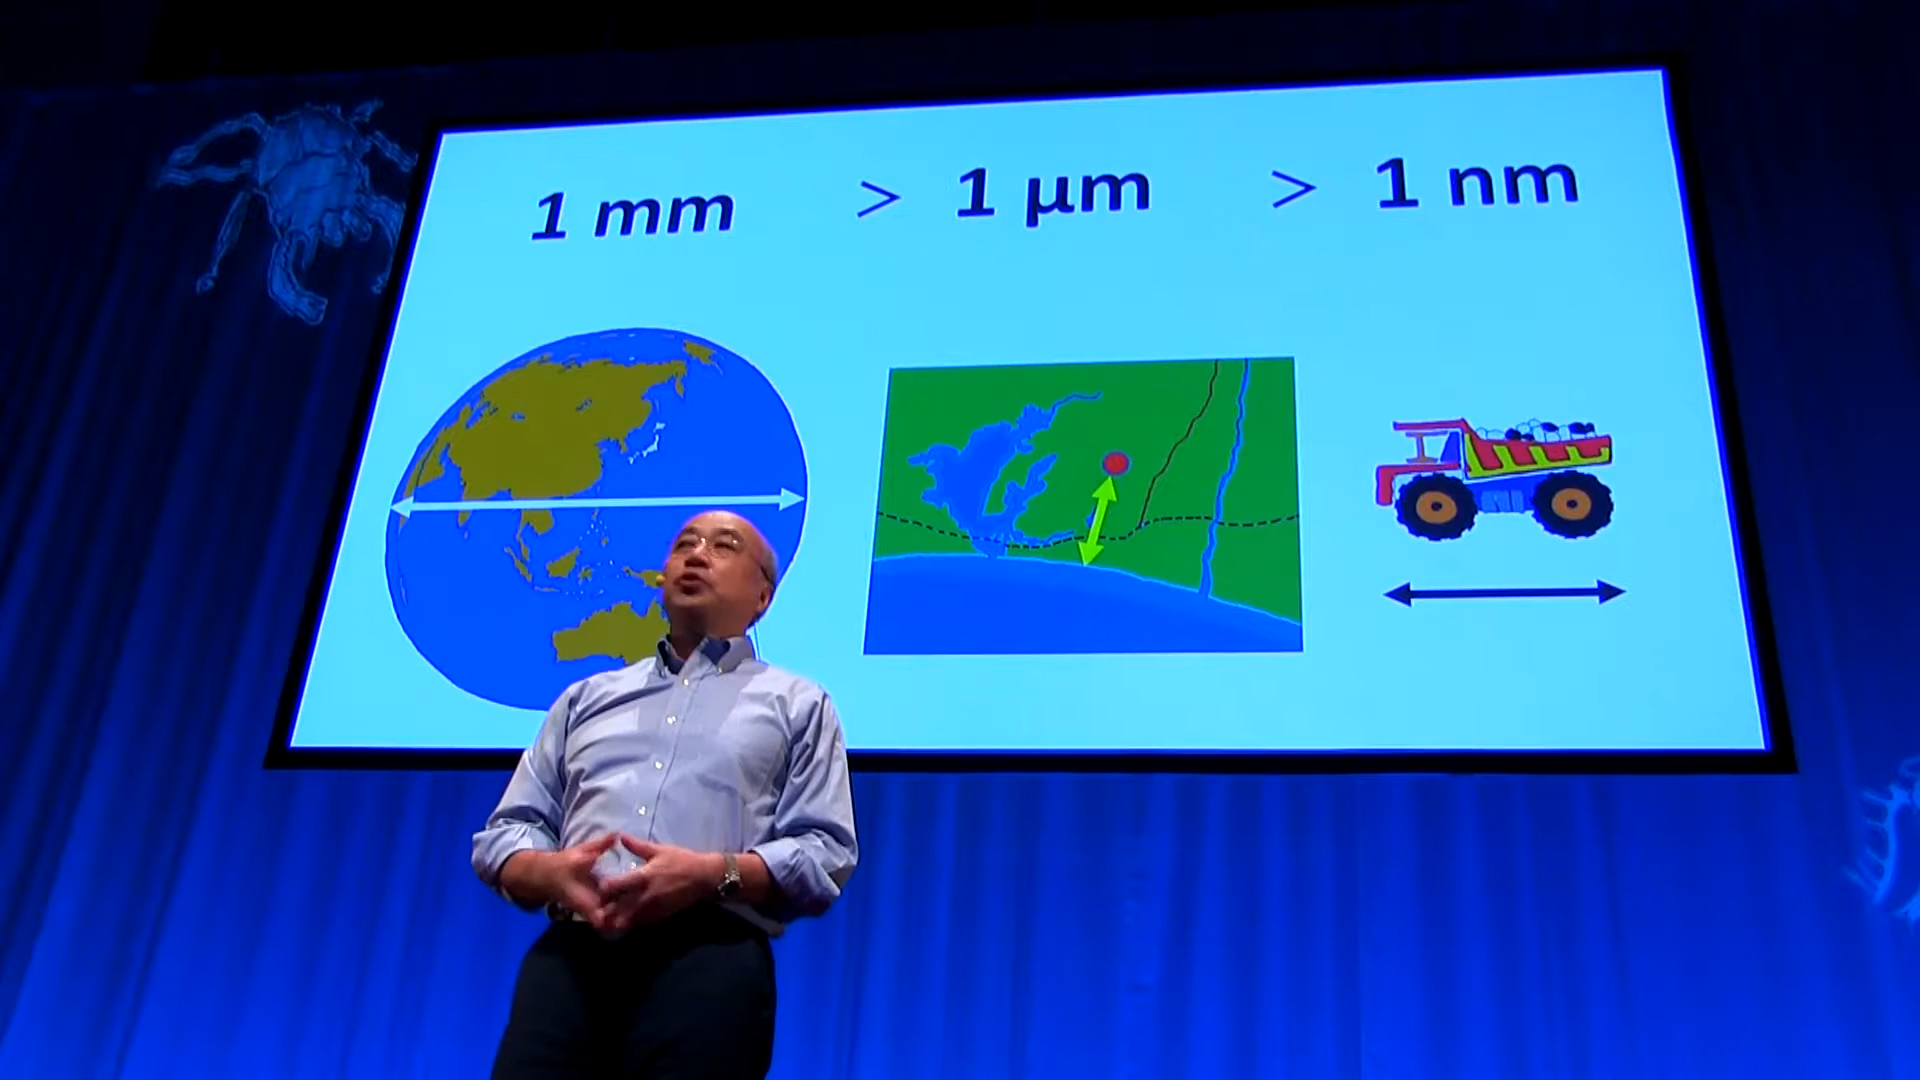 1 mm > 1 μm > 1 nm